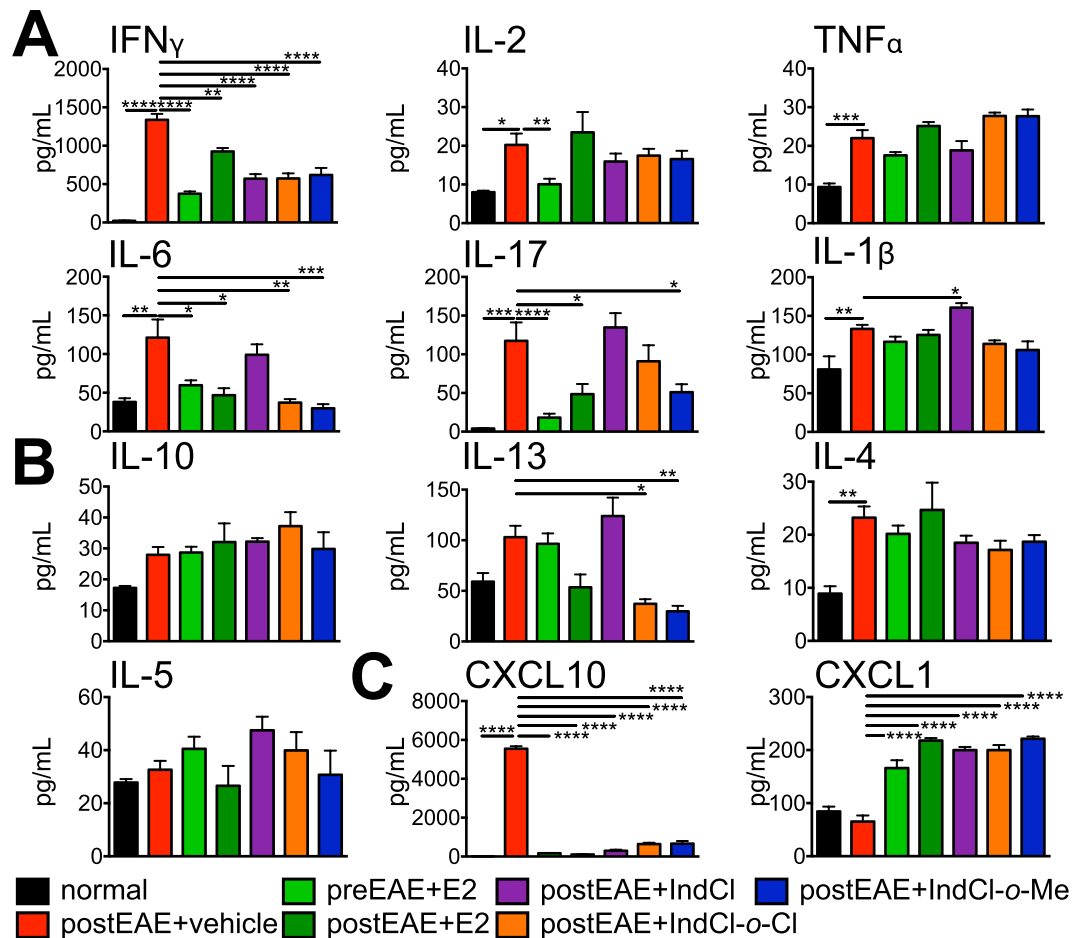 A
IFNγ
IL-2
TNFα
pg/mL
2000
1500
1000
500
0
****
****
**
****
****
****
pg/mL
40
30
20
10
0
*
**
pg/mL
40
30
20
10
0
***
IL-6
IL-17
IL-1β
pg/mL
200
150
100
50
0
**
*
*
**
***
pg/mL
200
150
100
50
0
***
****
*
*
pg/mL
200
150
100
50
0
**
*
B
IL-10
IL-13
IL-4
pg/mL
50
40
30
20
10
0
pg/mL
150
100
50
0
*
**
pg/mL
30
20
10
0
**
IL-5
C
CXCL10
CXCL1
pg/mL
60
40
20
0
pg/mL
8000
6000
4000
2000
0
****
****
****
****
****
****
pg/mL
300
200
100
0
****
****
****
****
****
normal
preEAE+E2
postEAE+IndCl
postEAE+IndCl-o-Me
postEAE+vehicle
postEAE+E2
postEAE+IndCl-o-Cl